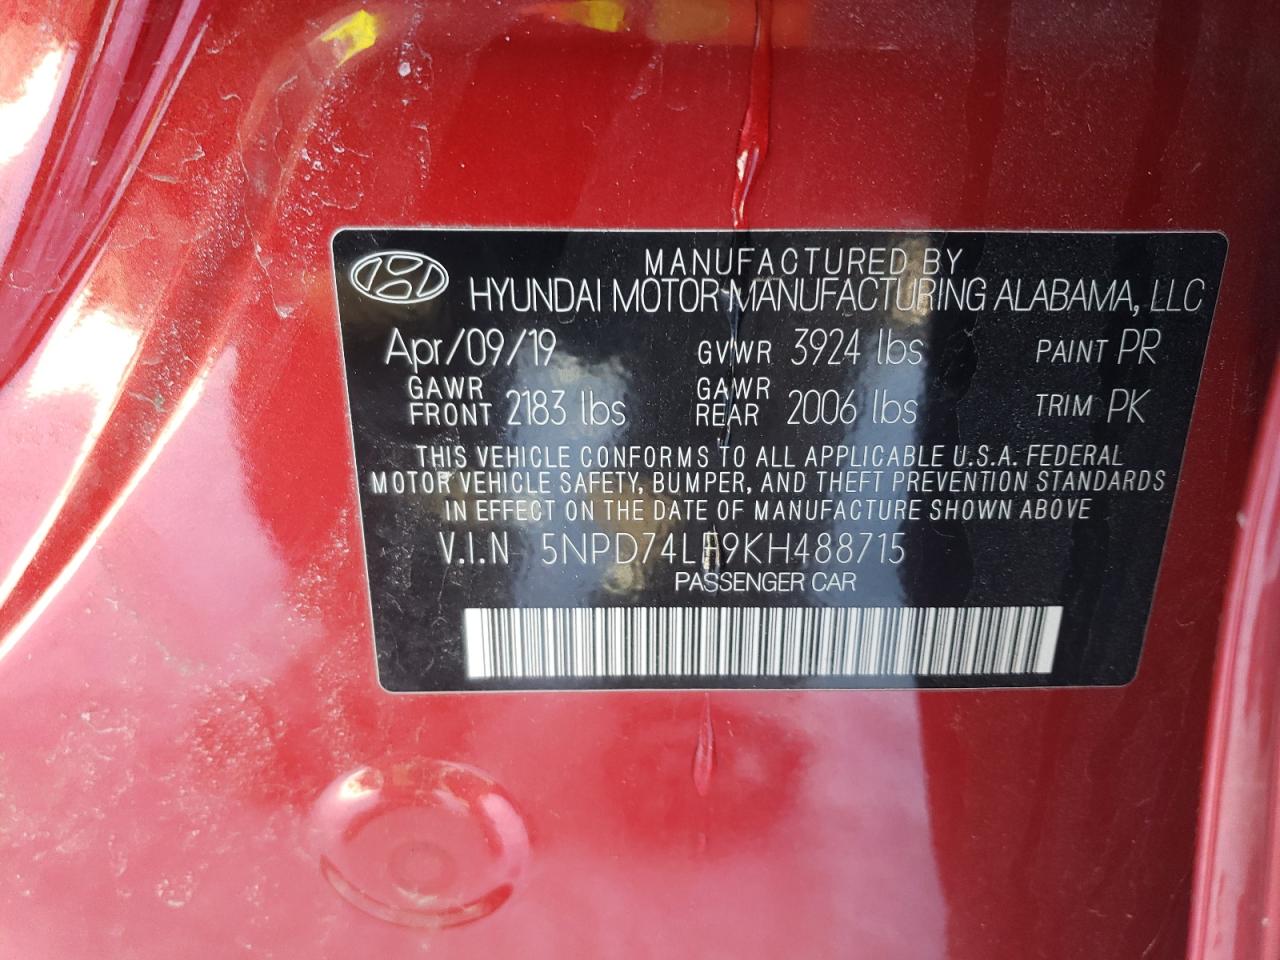 MANUFACTURED BY
HYUNDAI MOTOR MANUFACTURING ALABAMA, LLC
Apr/09/19 GVWR 3924 lbs PAINT PR
GAWR FRONT 2183 lbs GAWR REAR 2006 lbs TRIM PK
THIS VEHICLE CONFORMS TO ALL APPLICABLE U.S.A. FEDERAL
MOTOR VEHICLE SAFETY, BUMPER, AND THEFT PREVENTION STANDARDS
IN EFFECT ON THE DATE OF MANUFACTURE SHOWN ABOVE
V.I.N 5NPD74LF9KH488715
PASSENGER CAR